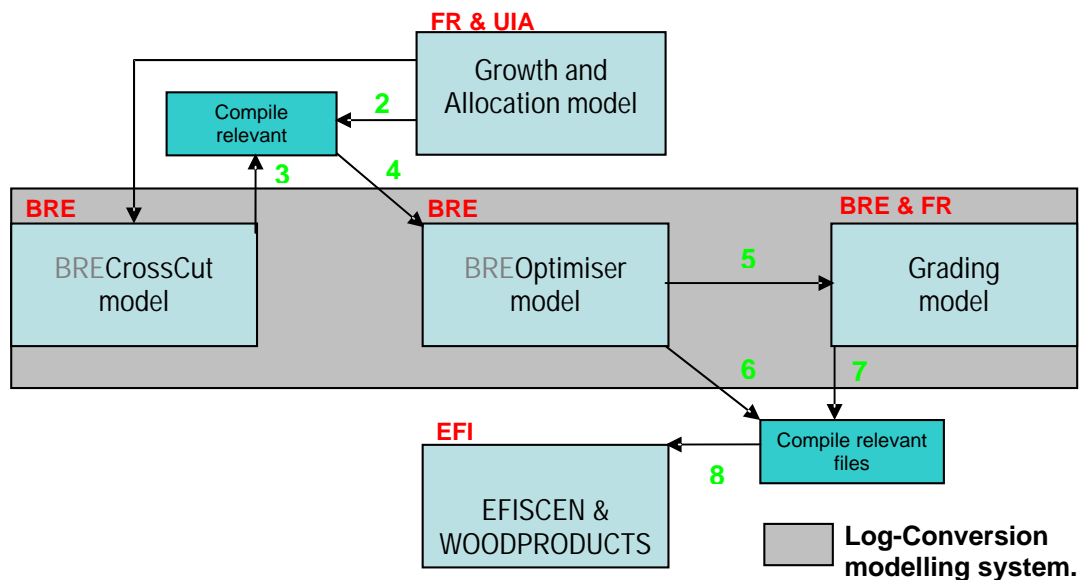 FR & UIA
Growth and
Allocation model
2
Compile
relevant
3
4
BRE
BRECrossCut
model
BRE
BREOptimiser
model
5
BRE & FR
Grading
model
6
7
EFI
EFISCEN &
WOODPRODUCTS
8
Compile relevant
files
Log-Conversion
modelling system.